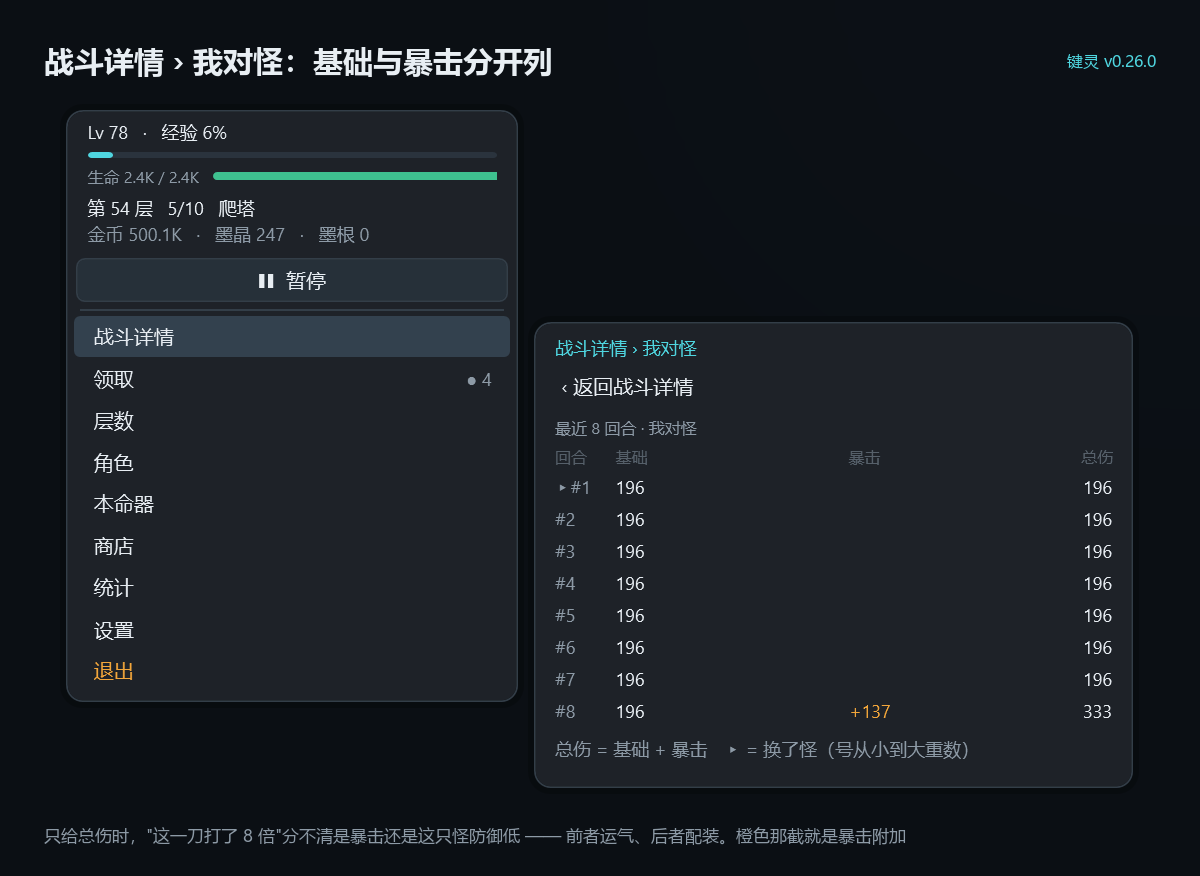 战斗详情 › 我对怪：基础与暴击分开列
键灵 v0.26.0
Lv 78 · 经验 6%
生命 2.4K / 2.4K
第 54 层 5/10 爬塔
金币 500.1K · 墨晶 247 · 墨根 0
暂停
战斗详情
领取 ● 4
层数
角色
本命器
商店
统计
设置
退出
战斗详情 › 我对怪
‹ 返回战斗详情
最近 8 回合 · 我对怪
回合 基础 暴击 总伤
‣ #1 196 196
#2 196 196
#3 196 196
#4 196 196
#5 196 196
#6 196 196
#7 196 196
#8 196 +137 333
总伤 = 基础 + 暴击 ‣ = 换了怪（号从小到大重数）
只给总伤时，"这一刀打了 8 倍"分不清是暴击还是这只怪防御低 —— 前者运气、后者配装。橙色那截就是暴击附加